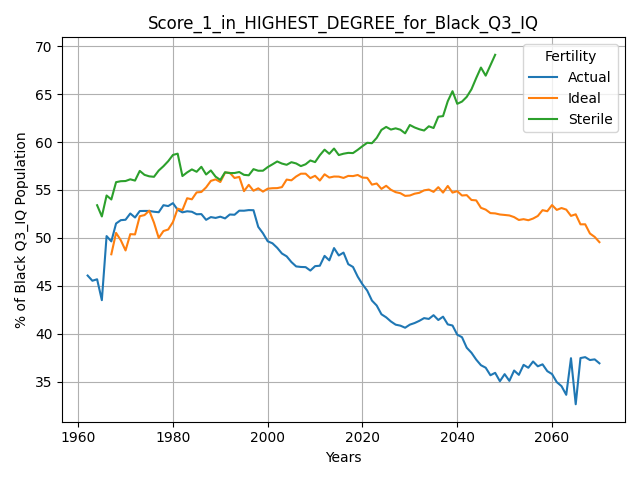 Score_1_in_HIGHEST_DEGREE_for_Black_Q3_IQ
70
65
60
55
50
45
40
35
% of Black Q3_IQ Population
Fertility
Actual
Ideal
Sterile
1960 1980 2000 2020 2040 2060
Years